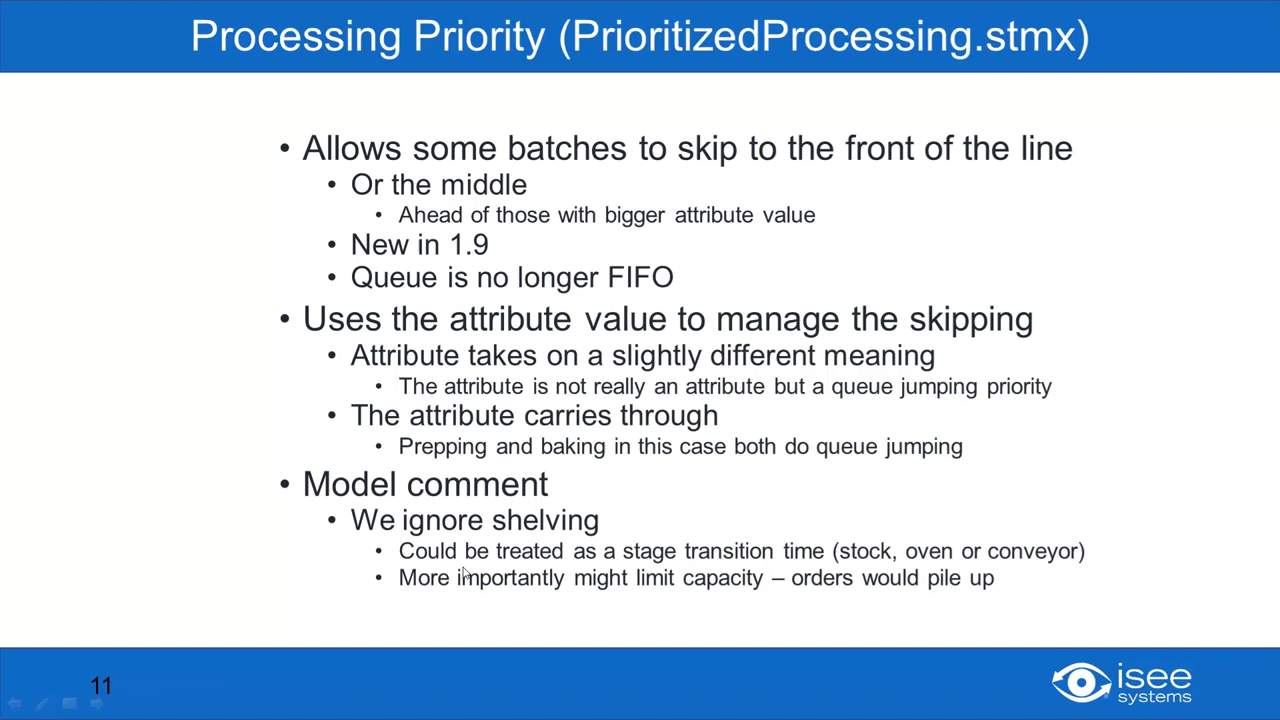 Processing Priority (PrioritizedProcessing.stmx)
• Allows some batches to skip to the front of the line
• Or the middle
• Ahead of those with bigger attribute value
• New in 1.9
• Queue is no longer FIFO
• Uses the attribute value to manage the skipping
• Attribute takes on a slightly different meaning
• The attribute is not really an attribute but a queue jumping priority
• The attribute carries through
• Prepping and baking in this case both do queue jumping
• Model comment
• We ignore shelving
• Could be treated as a stage transition time (stock, oven or conveyor)
• More importantly might limit capacity – orders would pile up
11
isee
systems